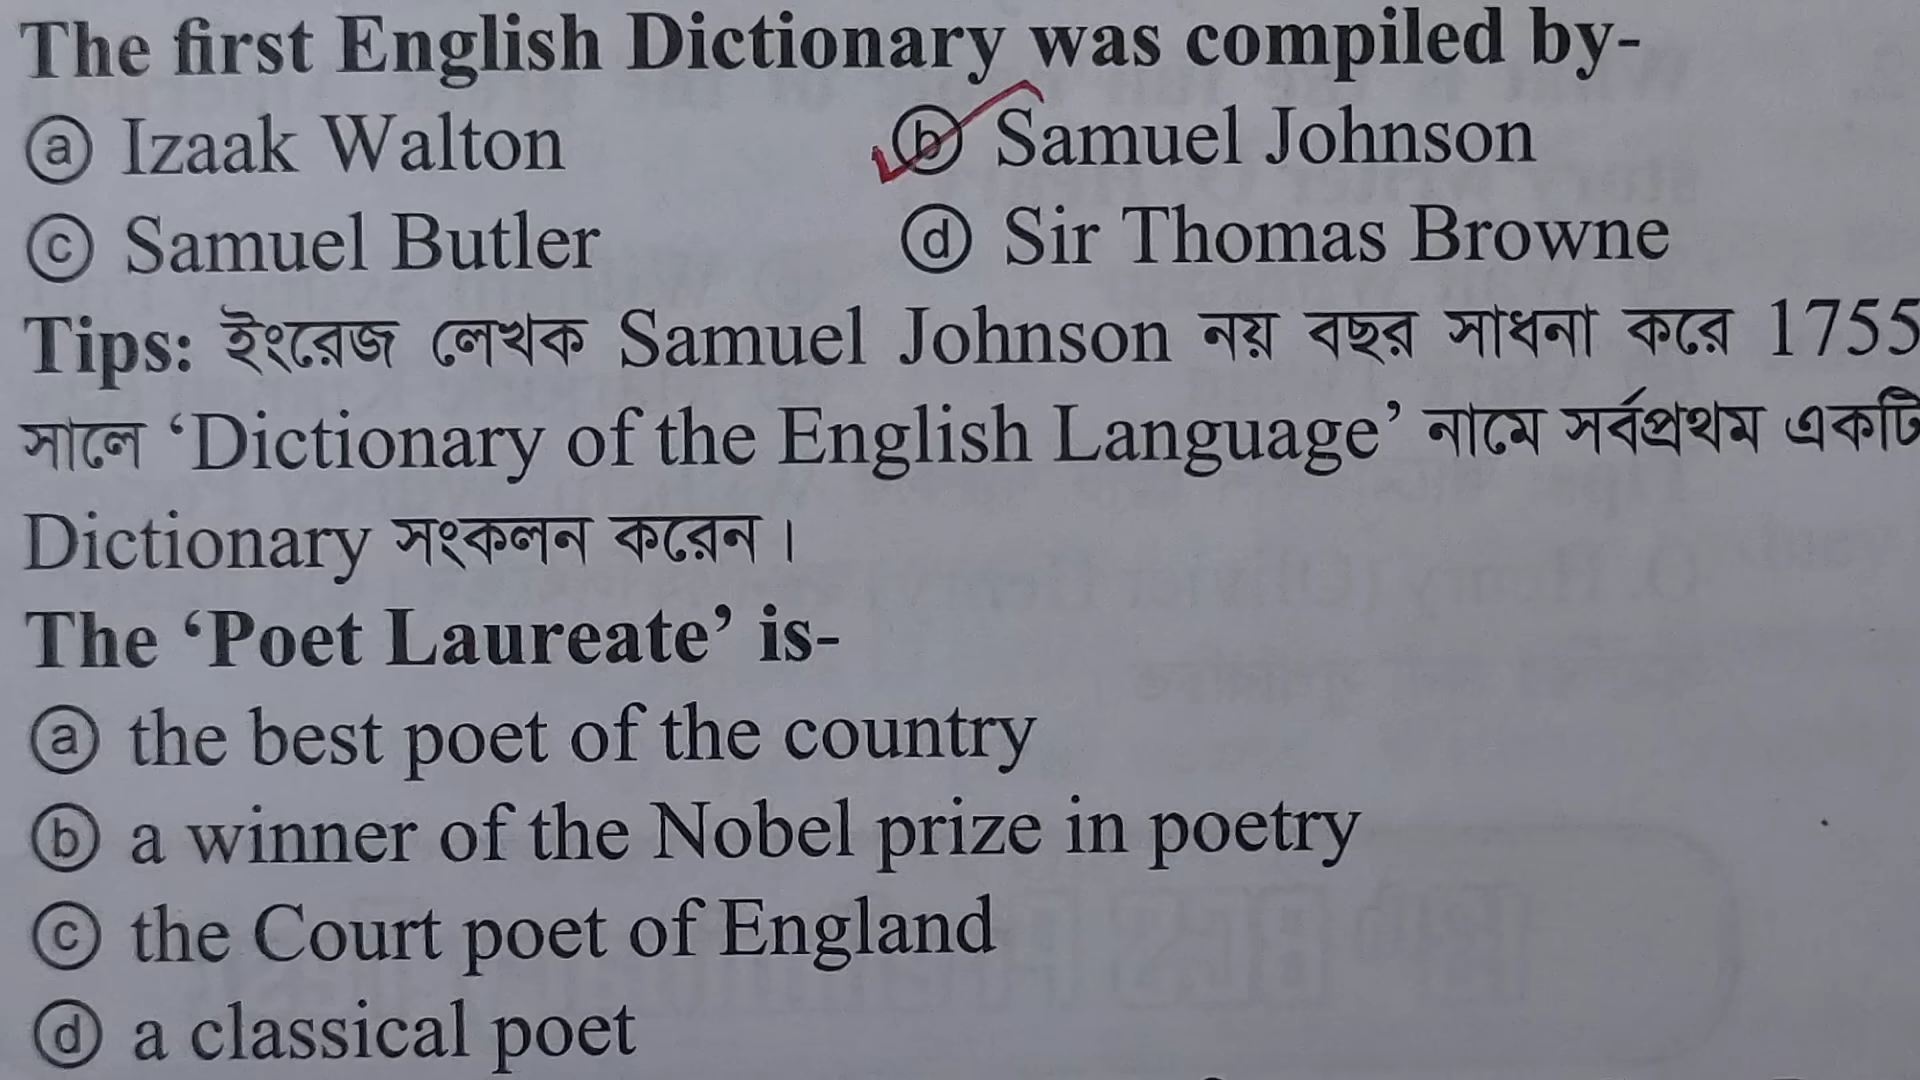 The first English Dictionary was compiled by-
ⓐ Izaak Walton ⓑ Samuel Johnson
ⓒ Samuel Butler ⓓ Sir Thomas Browne
Tips: ইংরেজ লেখক Samuel Johnson নয় বছর সাধনা করে 1755
সালে ‘Dictionary of the English Language’ নামে সর্বপ্রথম একটি
Dictionary সংকলন করেন।
The ‘Poet Laureate’ is-
ⓐ the best poet of the country
ⓑ a winner of the Nobel prize in poetry
ⓒ the Court poet of England
ⓓ a classical poet